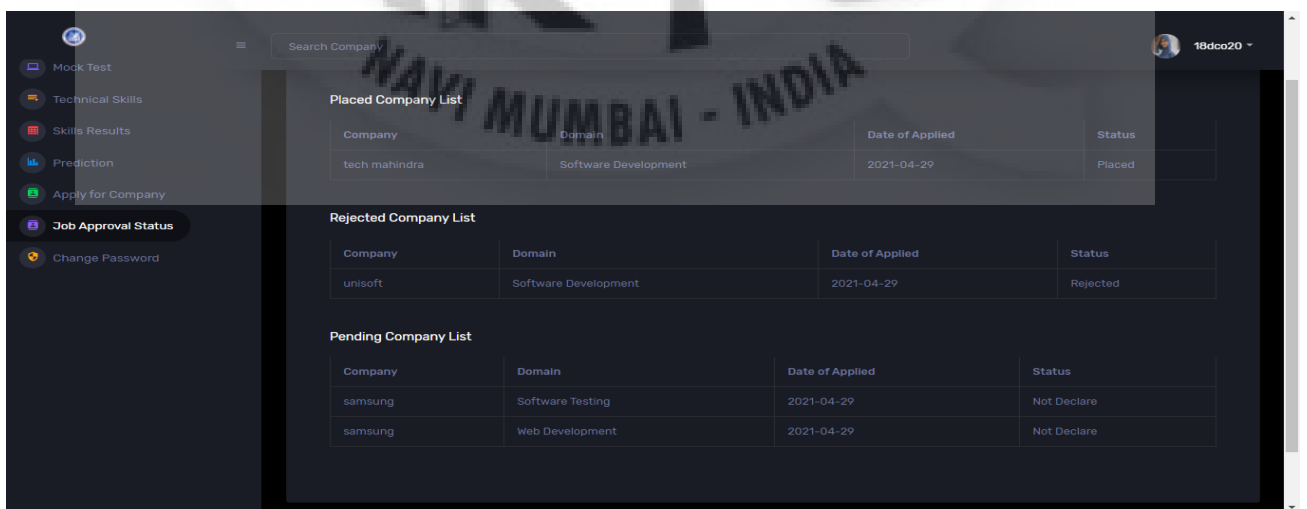 Search Company
18dco20
Mock Test
Technical Skills
Skills Results
Prediction
Apply for Company
Job Approval Status
Change Password
NAVI MUMBAI - INDIA
Placed Company List
Company Domain Date of Applied Status
tech mahindra Software Development 2021-04-29 Placed
Rejected Company List
Company Domain Date of Applied Status
unisoft Software Development 2021-04-29 Rejected
Pending Company List
Company Domain Date of Applied Status
samsung Software Testing 2021-04-29 Not Declare
samsung Web Development 2021-04-29 Not Declare